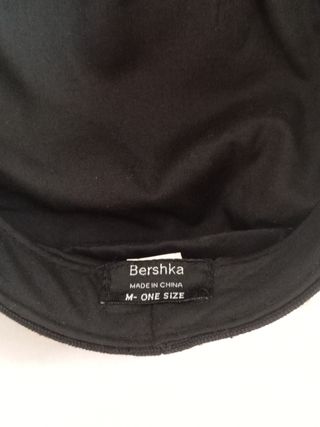 Bershka
MADE IN CHINA
M- ONE SIZE